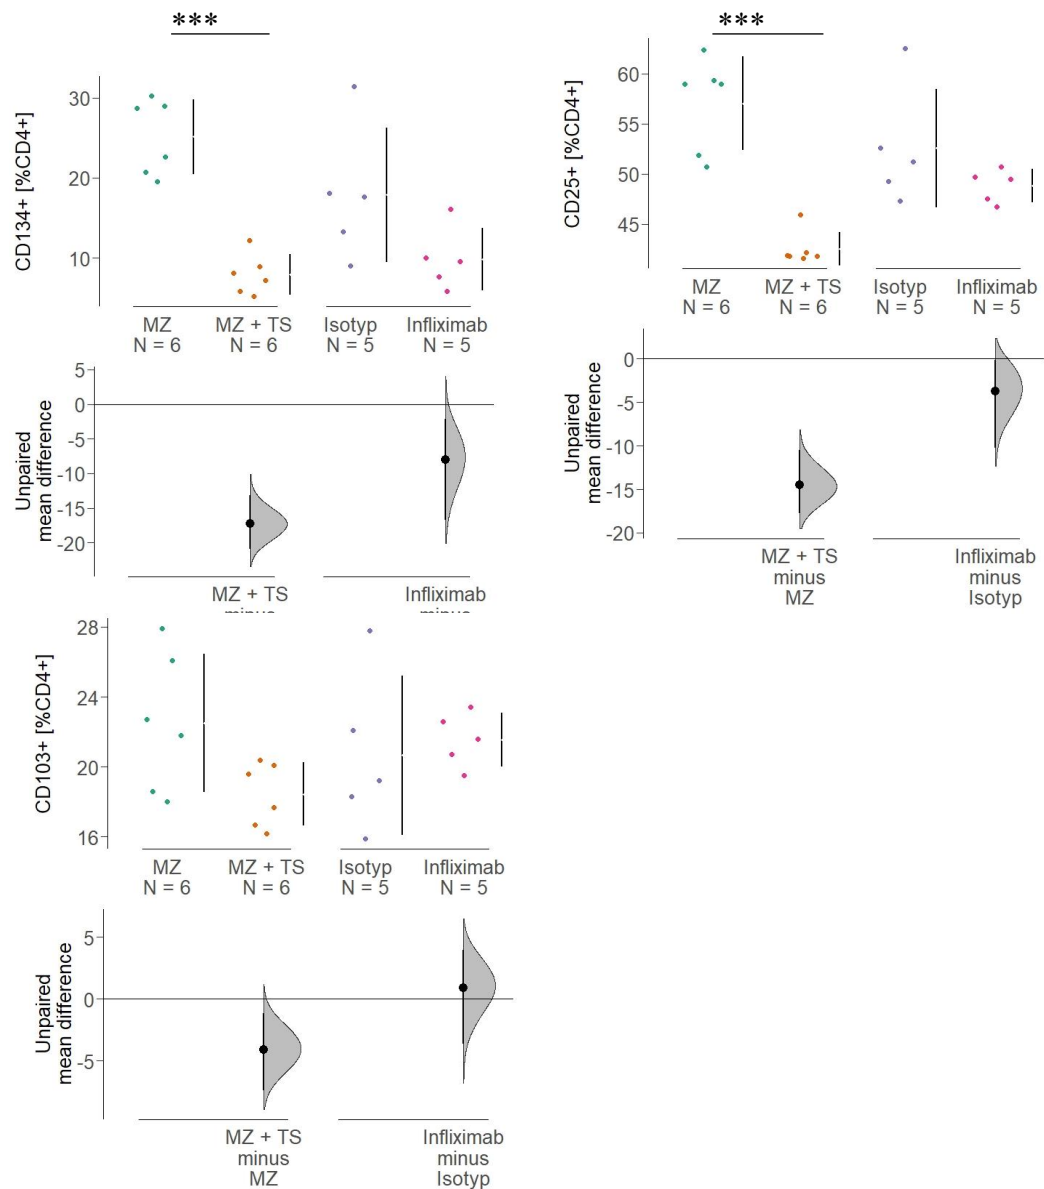 ***
CD134+ [%CD4+]
30
20
10
MZ
N = 6
MZ + TS
N = 6
Isotyp
N = 5
Infliximab
N = 5
Unpaired
mean difference
5
0
-5
-10
-15
-20
MZ + TS
minus
Infliximab
minus
***
CD25+ [%CD4+]
60
55
50
45
MZ
N = 6
MZ + TS
N = 6
Isotyp
N = 5
Infliximab
N = 5
Unpaired
mean difference
0
-5
-10
-15
-20
MZ + TS
minus
MZ
Infliximab
minus
Isotyp
CD103+ [%CD4+]
28
24
20
16
MZ
N = 6
MZ + TS
N = 6
Isotyp
N = 5
Infliximab
N = 5
Unpaired
mean difference
5
0
-5
MZ + TS
minus
MZ
Infliximab
minus
Isotyp